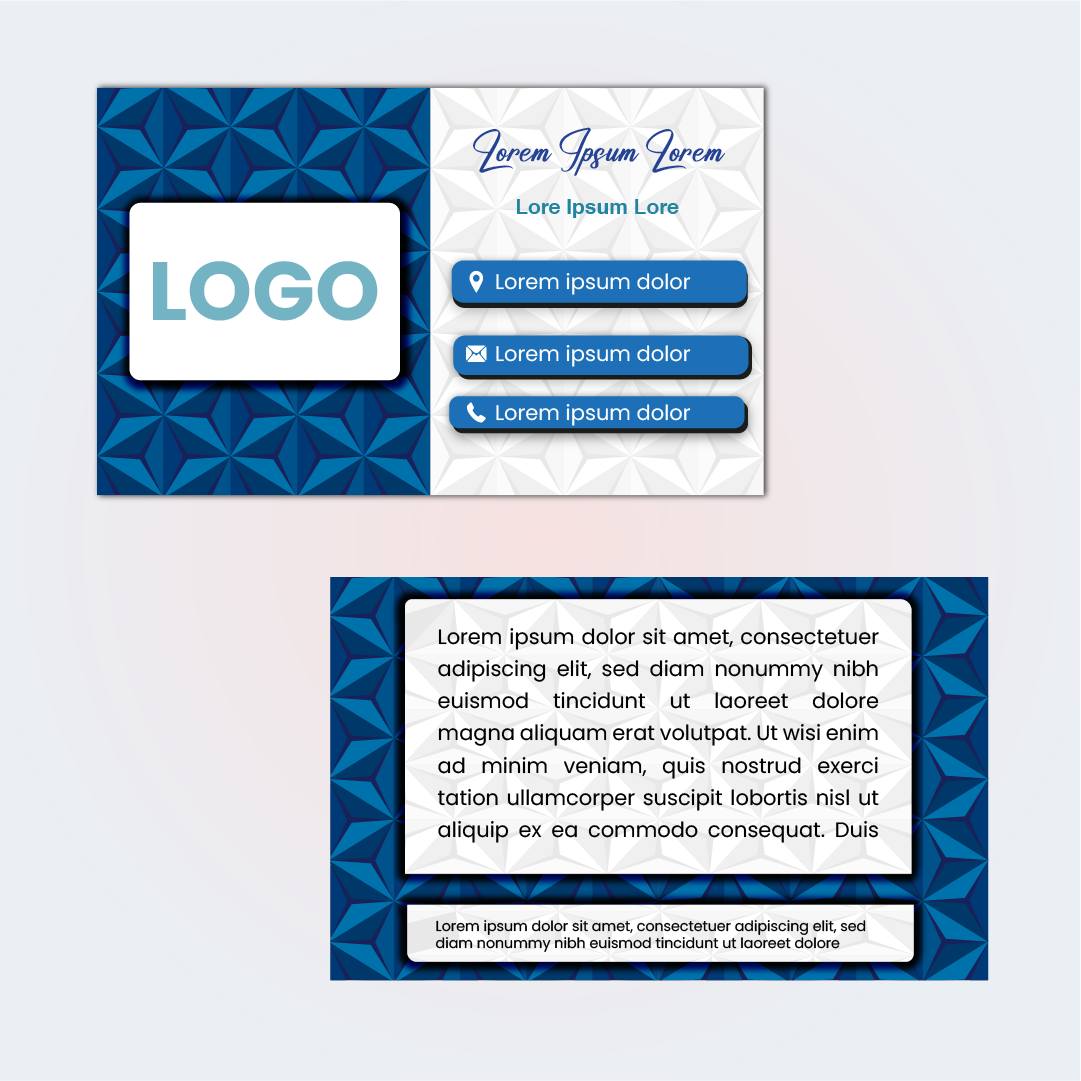 LOGO
Lorem Ipsum Lorem
Lore Ipsum Lore
Lorem ipsum dolor
Lorem ipsum dolor
Lorem ipsum dolor
Lorem ipsum dolor sit amet, consectetuer
adipiscing elit, sed diam nonummy nibh
euismod tincidunt ut laoreet dolore
magna aliquam erat volutpat. Ut wisi enim
ad minim veniam, quis nostrud exerci
tation ullamcorper suscipit lobortis nisl ut
aliquip ex ea commodo consequat. Duis
Lorem ipsum dolor sit amet, consectetuer adipiscing elit, sed
diam nonummy nibh euismod tincidunt ut laoreet dolore